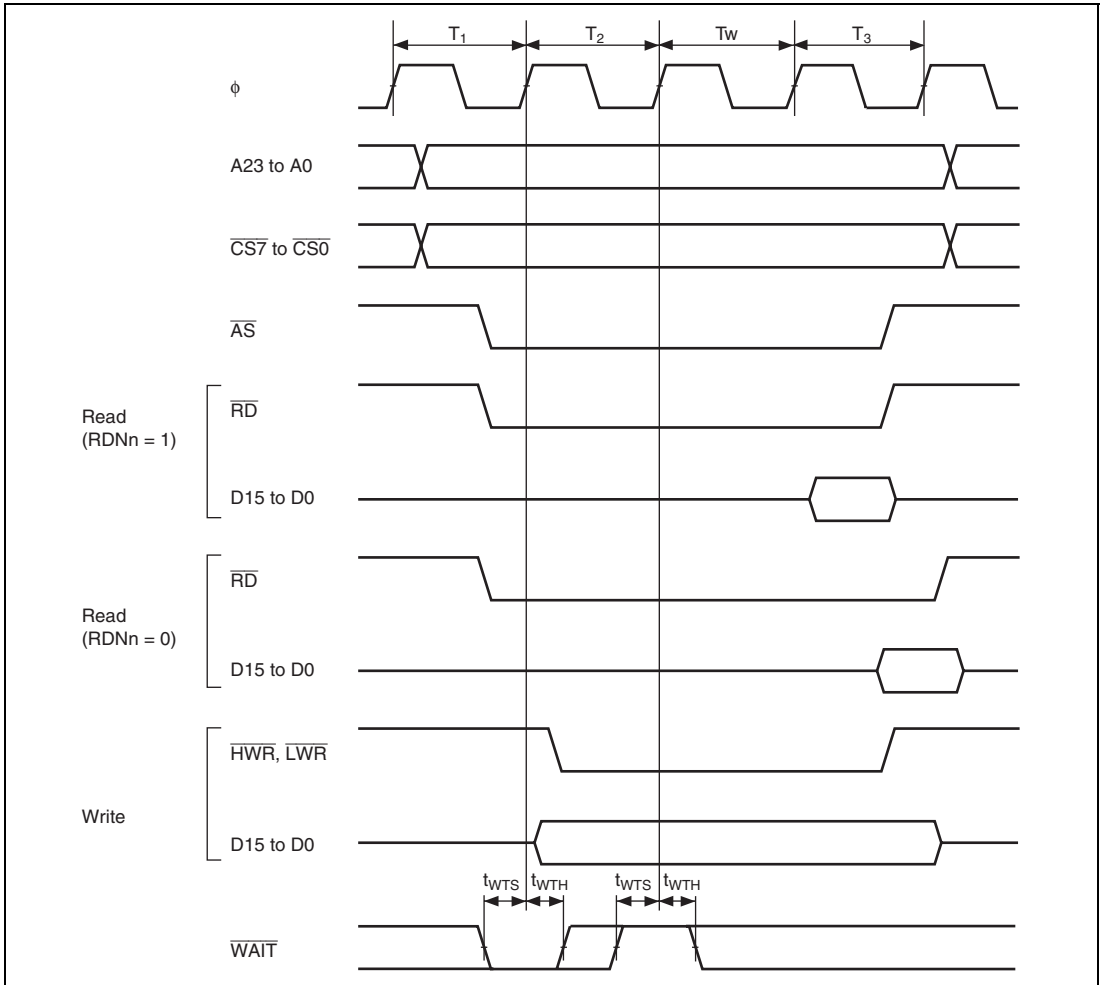 T1 T2 Tw T3
ϕ
A23 to A0
CS7 to CS0
AS
Read
(RDNn = 1)
RD
D15 to D0
Read
(RDNn = 0)
RD
D15 to D0
Write
HWR, LWR
D15 to D0
tWTS tWTH tWTS tWTH
WAIT